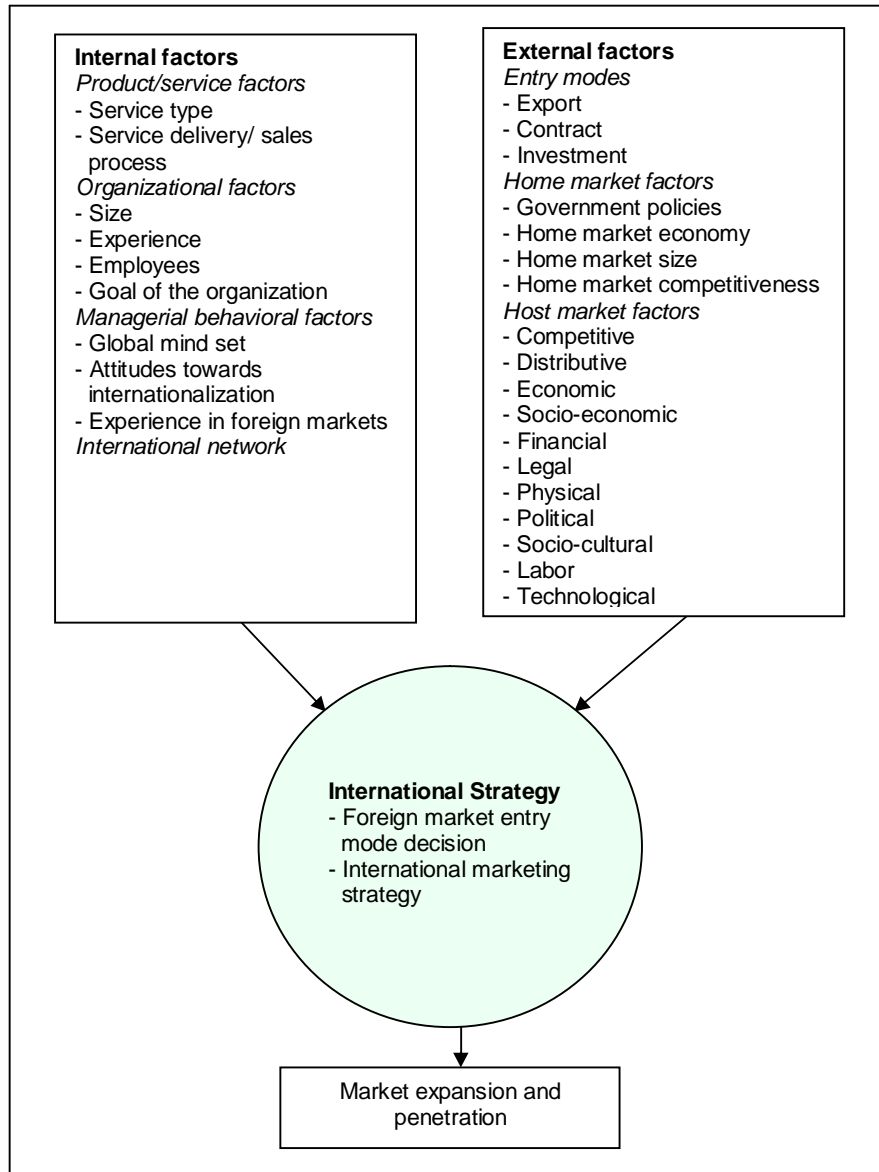 Internal factors
Product/service factors
- Service type
- Service delivery/ sales
process
Organizational factors
- Size
- Experience
- Employees
- Goal of the organization
Managerial behavioral factors
- Global mind set
- Attitudes towards
internationalization
- Experience in foreign markets
International network
External factors
Entry modes
- Export
- Contract
- Investment
Home market factors
- Government policies
- Home market economy
- Home market size
- Home market competitiveness
Host market factors
- Competitive
- Distributive
- Economic
- Socio-economic
- Financial
- Legal
- Physical
- Political
- Socio-cultural
- Labor
- Technological
International Strategy
- Foreign market entry
mode decision
- International marketing
strategy
Market expansion and
penetration